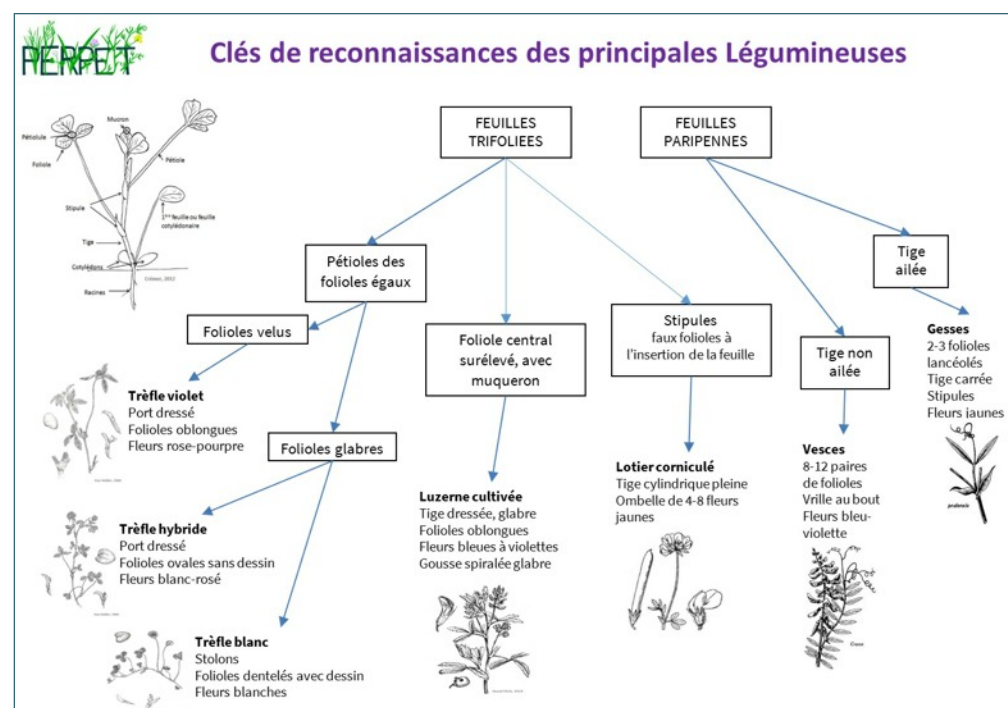 PERPET
Clés de reconnaissances des principales Légumineuses
Mucron
Pétiolule
Foliole
Pétiole
Stipule
1ère feuille ou feuille
cotylédonaire
Tige
Cotylédons
Racines
FEUILLES
TRIFOLIEES
FEUILLES
PARIPENNES
Pétioles des
folioles égaux
Tige
ailée
Folioles velus
Foliole central
surélevé, avec
muqueron
Stipules
faux folioles à
l'insertion de la feuille
Tige non
ailée
Gesses
2-3 folioles
lancéolés
Tige carrée
Stipules
Fleurs jaunes
pratensis
Trèfle violet
Port dressé
Folioles oblongues
Fleurs rose-pourpre
Folioles glabres
Luzerne cultivée
Tige dressée, glabre
Folioles oblongues
Fleurs bleues à violettes
Gousse spiralée glabre
Lotier corniculé
Tige cylindrique pleine
Ombelle de 4-8 fleurs
jaunes
Vesces
8-12 paires
de folioles
Vrille au bout
Fleurs bleu-
violette
Cracca
Trèfle hybride
Port dressé
Folioles ovales sans dessin
Fleurs blanc-rosé
Trèfle blanc
Stolons
Folioles dentelés avec dessin
Fleurs blanches